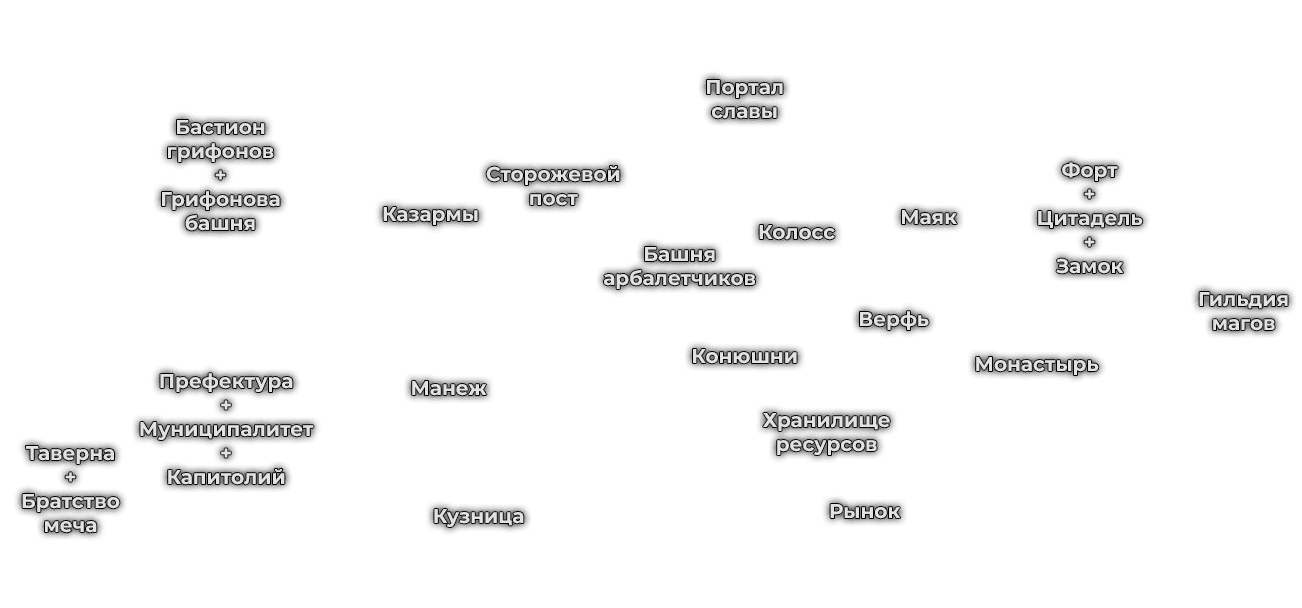 Портал
славы
Бастион
грифонов
+
Грифонова
башня
Сторожевой
пост
Казармы
Форт
+
Цитадель
+
Замок
Маяк
Колосс
Башня
арбалетчиков
Гильдия
магов
Верфь
Конюшни
Монастырь
Префектура
+
Муниципалитет
+
Капитолий
Манеж
Хранилище
ресурсов
Таверна
+
Братство
меча
Кузница
Рынок